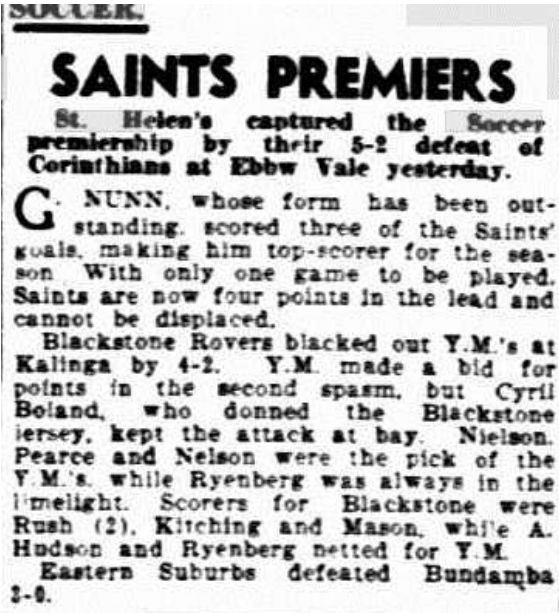 SOCCER.
SAINTS PREMIERS
St. Helen's captured the Soccer
premiership by their 5-2 defeat of
Corinthians at Ebbw Vale yesterday.
G. NUNN, whose form has been out-
standing, scored three of the Saints'
goals, making him top-scorer for the sea-
son. With only one game to be played,
Saints are now four points in the lead and
cannot be displaced.
Blackstone Rovers blacked out Y.M.'s at
Kalinga by 4-2. Y.M. made a bid for
points in the second spasm, but Cyril
Boland, who donned the Blackstone
jersey, kept the attack at bay. Nielson,
Pearce and Nelson were the pick of the
Y.M.'s, while Ryenberg was always in the
limelight. Scorers for Blackstone were
Rush (2), Kitching and Mason, while A.
Hudson and Ryenberg netted for Y.M.
Eastern Suburbs defeated Bundamba